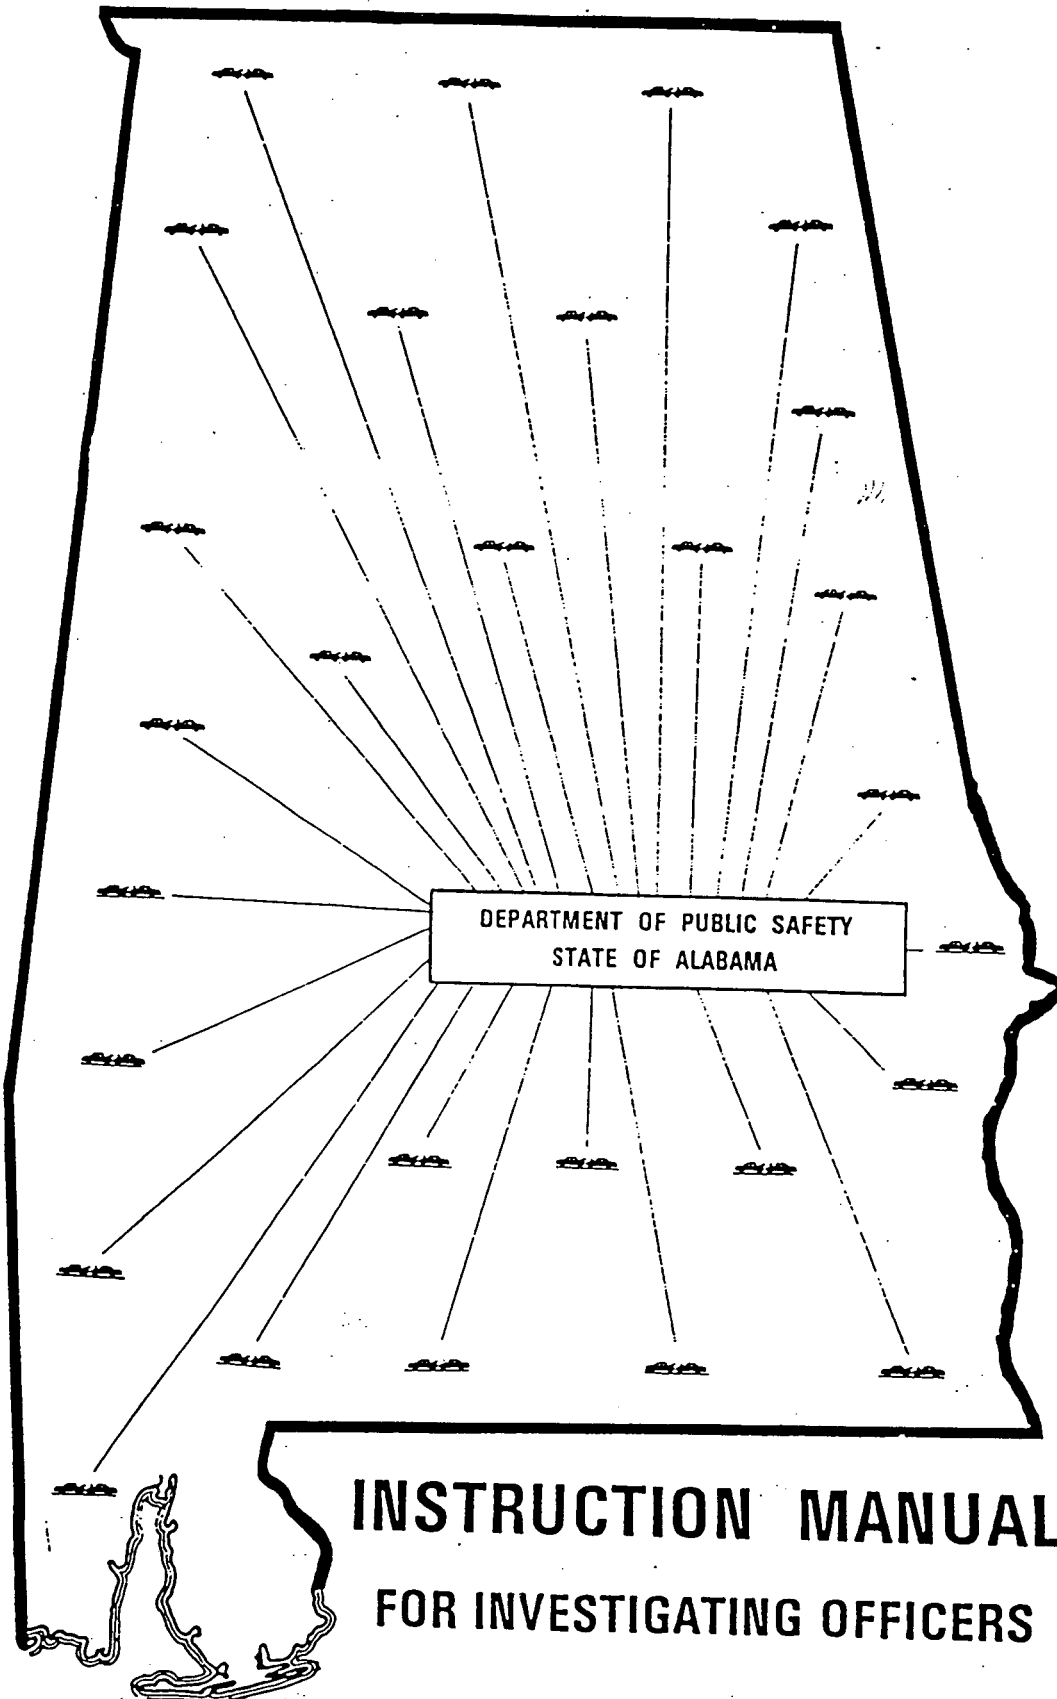 DEPARTMENT OF PUBLIC SAFETY
STATE OF ALABAMA
INSTRUCTION MANUAL
FOR INVESTIGATING OFFICERS